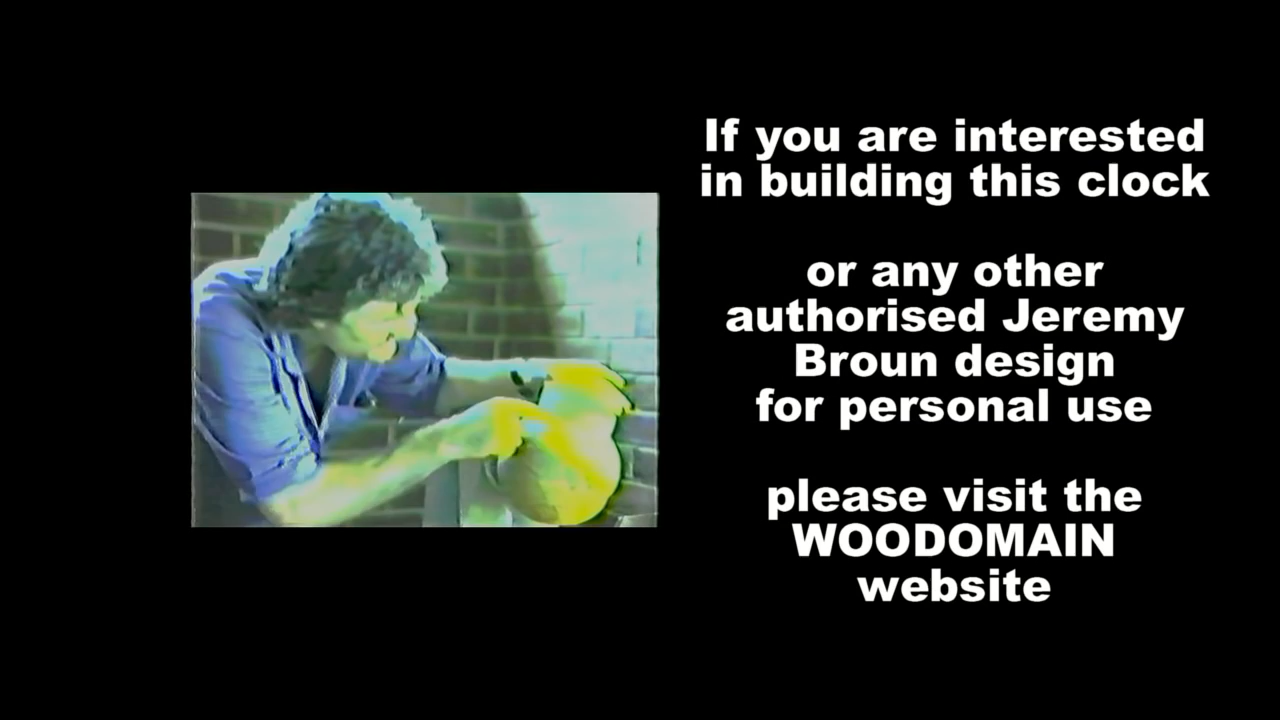 If you are interested
in building this clock
or any other
authorised Jeremy
Broun design
for personal use
please visit the
WOODOMAIN
website